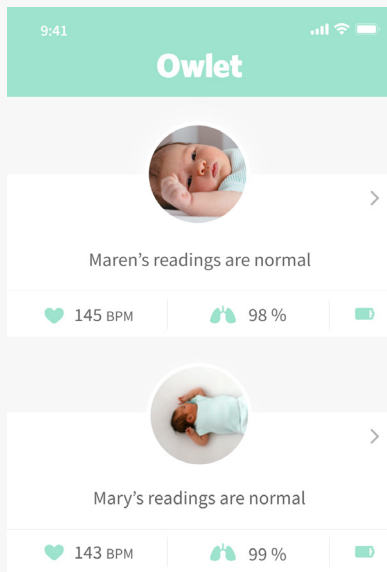 9:41
Owlet
Maren’s readings are normal
145 BPM 98 %
Mary’s readings are normal
143 BPM 99 %